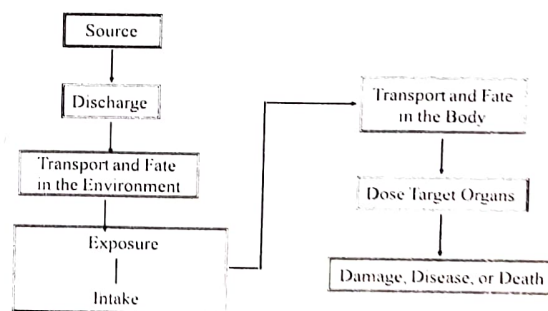 Source
Discharge
Transport and Fate
in the Environment
Exposure
Intake
Transport and Fate
in the Body
Dose Target Organs
Damage, Disease, or Death